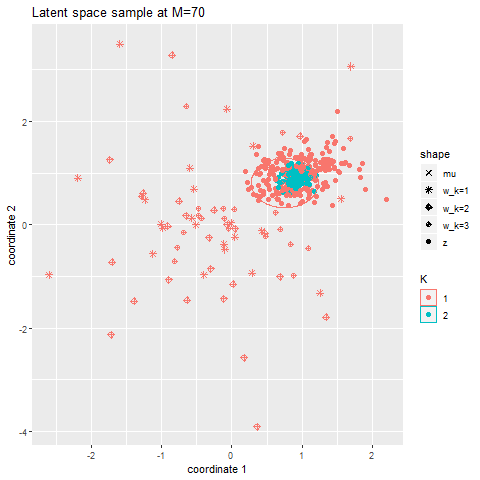 Latent space sample at M=70
coordinate 2
2
0
-2
-4
-2
-1
0
1
2
coordinate 1
shape
mu
w_k=1
w_k=2
w_k=3
z
K
1
2